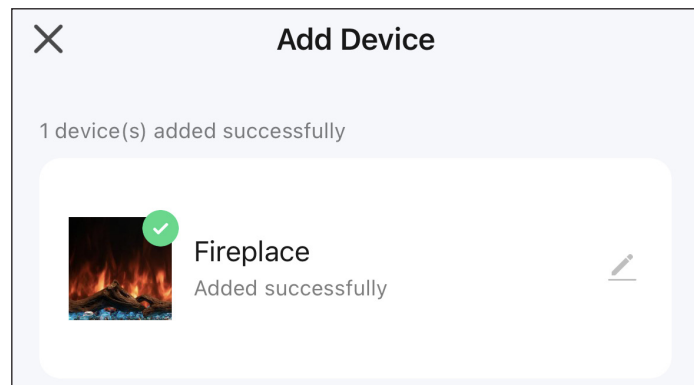 Add Device
1 device(s) added successfully
Fireplace
Added successfully